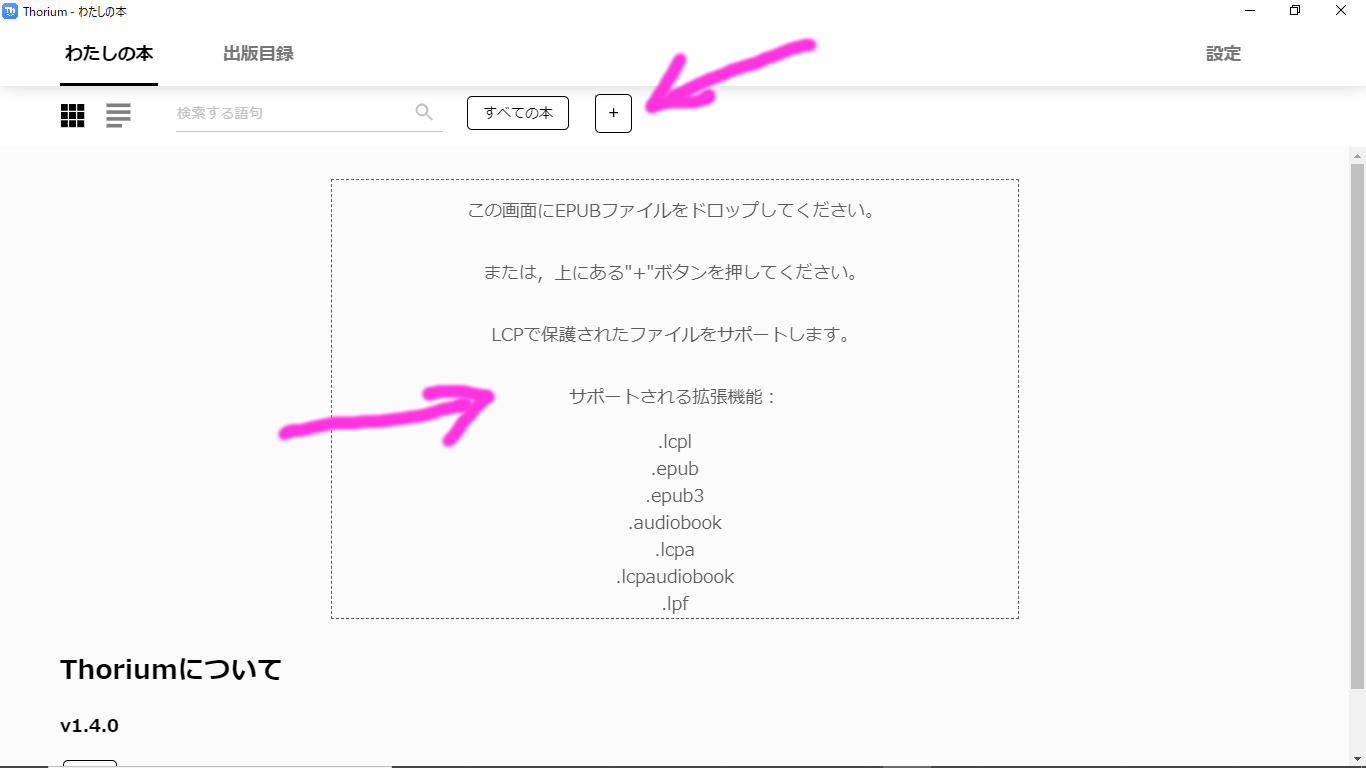 Thorium - わたしの本
わたしの本
出版目録
設定
検索する語句
すべての本
+
この画面にEPUBファイルをドロップしてください。
または，上にある"+"ボタンを押してください。
LCPで保護されたファイルをサポートします。
サポートされる拡張機能：
.lcpl
.epub
.epub3
.audiobook
.lcpa
.lcpaudiobook
.lpf
Thoriumについて
v1.4.0